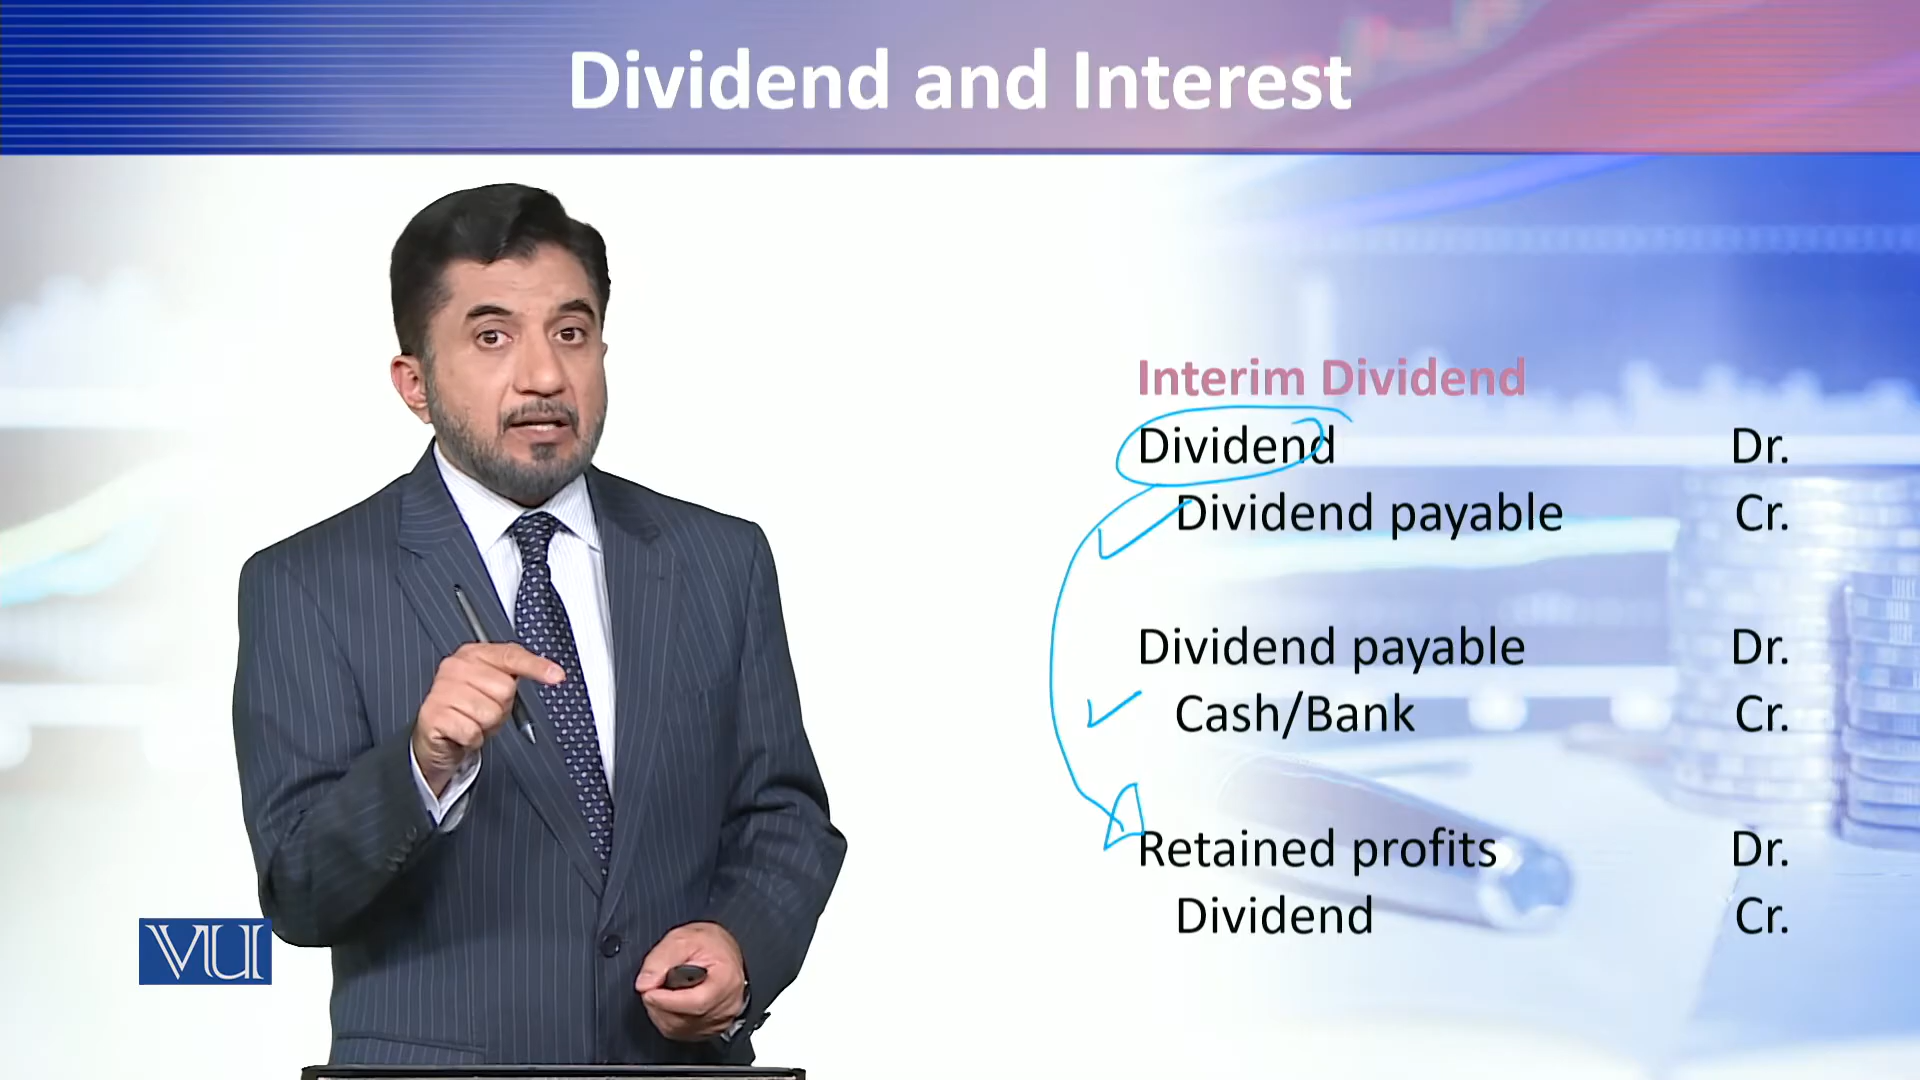 Dividend and Interest
Interim Dividend
Dividend Dr.
Dividend payable Cr.
Dividend payable Dr.
Cash/Bank Cr.
Retained profits Dr.
Dividend Cr.
VU